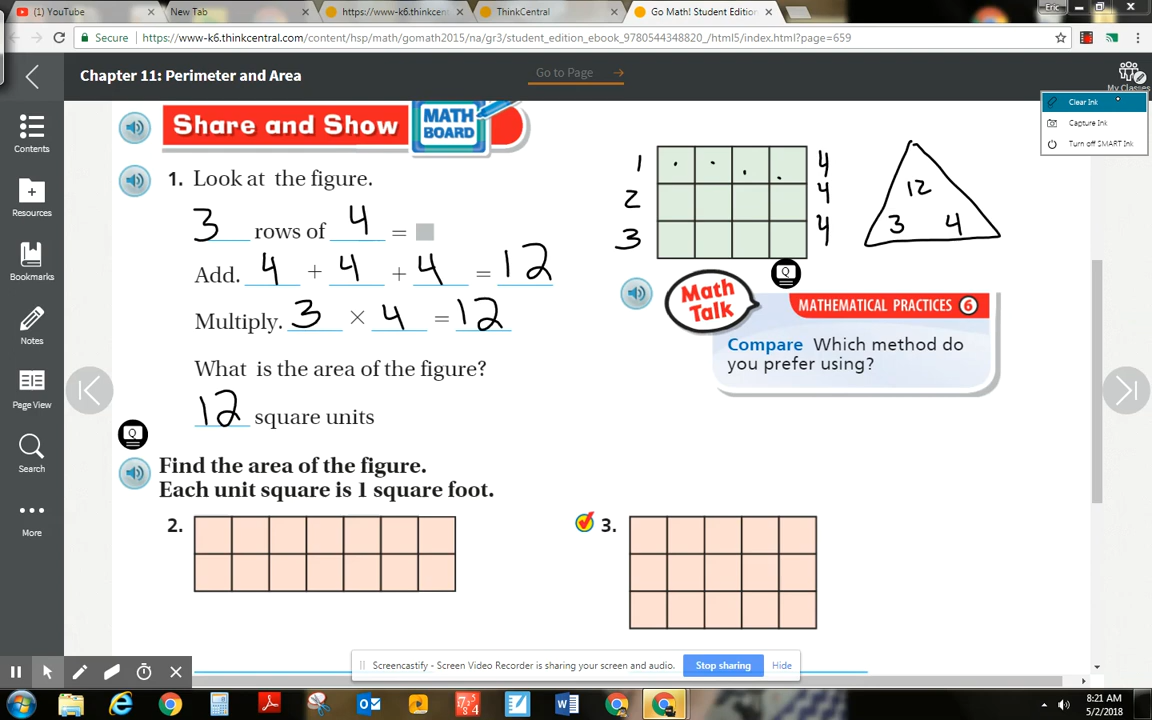 YouTube
New Tab
https://www-k6.thinkcent
ThinkCentral
Go Math! Student Edition
Eric
Secure
https://www-k6.thinkcentral.com/content/hsp/math/gomath2015/na/gr3/student_edition_ebook_9780544348820_/html5/index.html?page=659
Chapter 11: Perimeter and Area
Go to Page
My Classes
Clear Ink
Capture Ink
Turn off SMART Ink
Contents
Resources
Bookmarks
Notes
Page View
Search
More
Share and Show
MATH BOARD
1. Look at the figure.
3 rows of 4 =
Add. 4 + 4 + 4 = 12
Multiply. 3 × 4 = 12
What is the area of the figure?
12 square units
1 4
2 4
3 4
12
3 4
Q
Math Talk
MATHEMATICAL PRACTICES 6
Compare Which method do
you prefer using?
Q
Find the area of the figure.
Each unit square is 1 square foot.
2.
3.
Screencastify - Screen Video Recorder is sharing your screen and audio.
Stop sharing
Hide
8:21 AM
5/2/2018